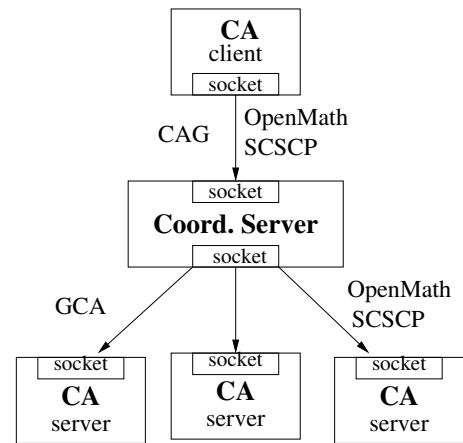 CA
client
socket
CAG
OpenMath
SCSCP
socket
Coord. Server
socket
GCA
OpenMath
SCSCP
socket
CA
server
socket
CA
server
socket
CA
server